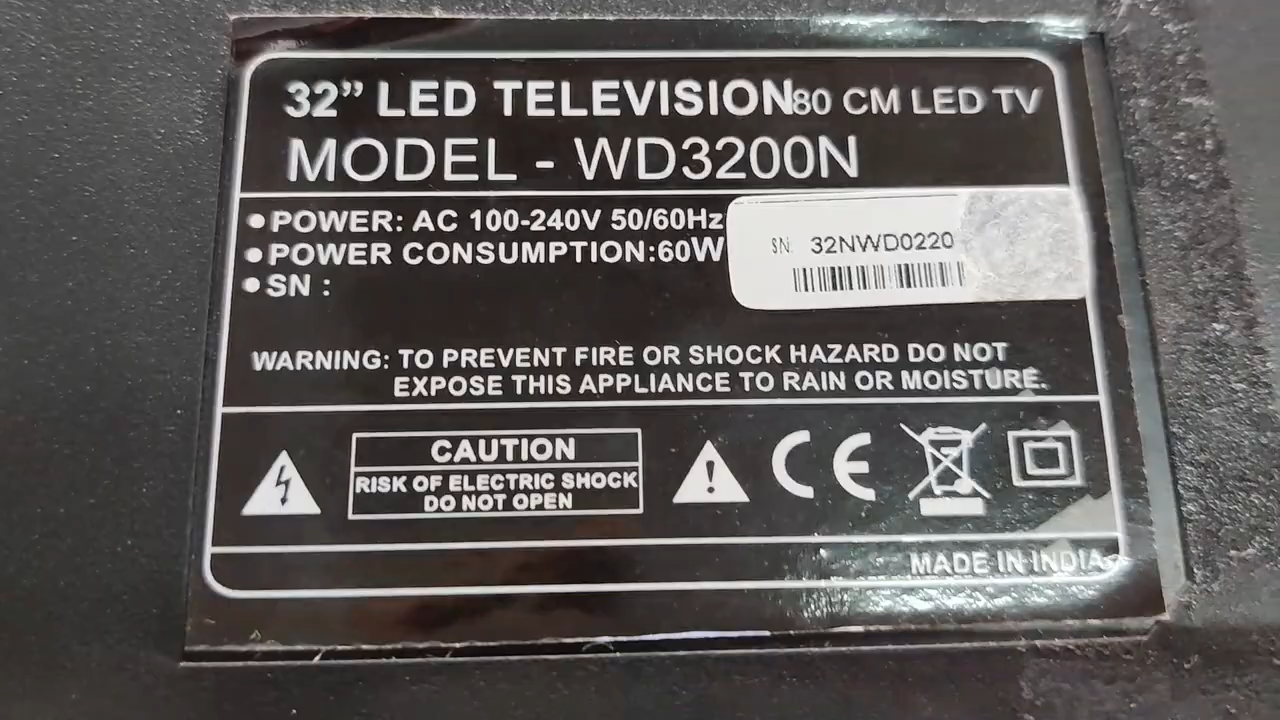 32” LED TELEVISION 80 CM LED TV
MODEL - WD3200N
• POWER: AC 100-240V 50/60Hz
• POWER CONSUMPTION:60W
• SN :
SN: 32NWD0220
WARNING: TO PREVENT FIRE OR SHOCK HAZARD DO NOT
EXPOSE THIS APPLIANCE TO RAIN OR MOISTURE.
CAUTION
RISK OF ELECTRIC SHOCK
DO NOT OPEN
CE
MADE IN INDIA